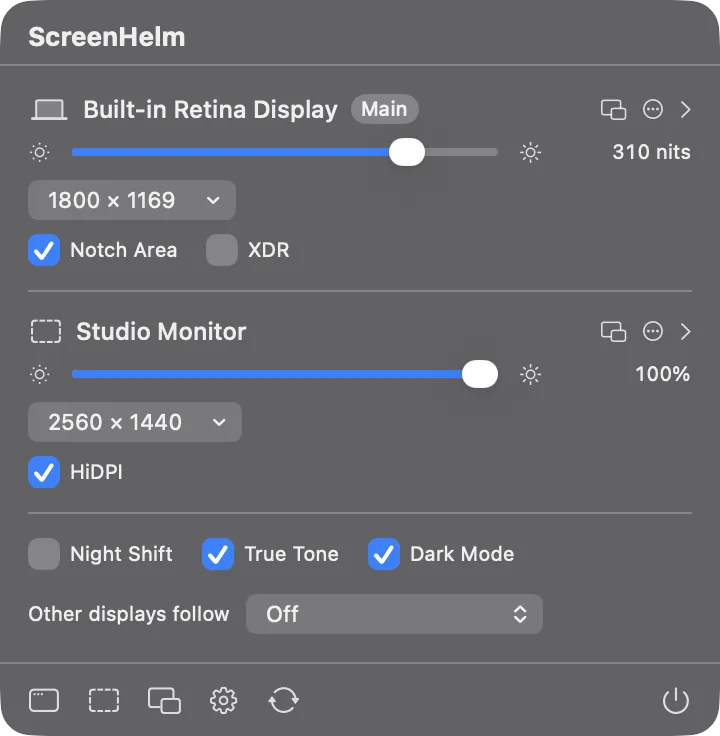 ScreenHelm
Built-in Retina Display Main
310 nits
1800 × 1169
Notch Area XDR
Studio Monitor
100%
2560 × 1440
HiDPI
Night Shift True Tone Dark Mode
Other displays follow Off